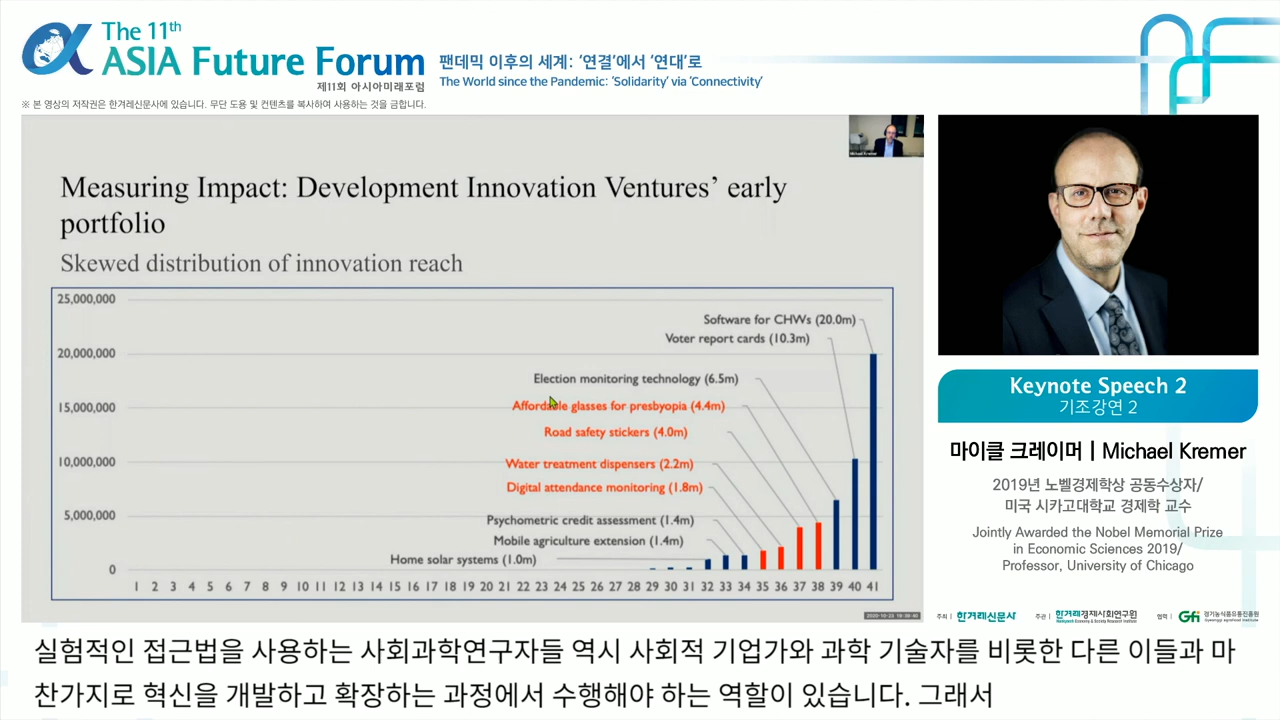 The 11th
ASIA Future Forum
제11회 아시아미래포럼
팬데믹 이후의 세계: ‘연결’에서 ‘연대’로
The World since the Pandemic: ‘Solidarity’ via ‘Connectivity’
※ 본 영상의 저작권은 한겨레신문사에 있습니다. 무단 도용 및 컨텐츠를 복사하여 사용하는 것을 금합니다.
Michael Kremer
Measuring Impact: Development Innovation Ventures’ early
portfolio
Skewed distribution of innovation reach
25,000,000
20,000,000
15,000,000
10,000,000
5,000,000
0
Software for CHWs (20.0m)
Voter report cards (10.3m)
Election monitoring technology (6.5m)
Affordable glasses for presbyopia (4.4m)
Road safety stickers (4.0m)
Water treatment dispensers (2.2m)
Digital attendance monitoring (1.8m)
Psychometric credit assessment (1.4m)
Mobile agriculture extension (1.4m)
Home solar systems (1.0m)
1 2 3 4 5 6 7 8 9 10 11 12 13 14 15 16 17 18 19 20 21 22 23 24 25 26 27 28 29 30 31 32 33 34 35 36 37 38 39 40 41
Keynote Speech 2
기조강연 2
마이클 크레이머 | Michael Kremer
2019년 노벨경제학상 공동수상자/
미국 시카고대학교 경제학 교수
Jointly Awarded the Nobel Memorial Prize
in Economic Sciences 2019/
Professor, University of Chicago
주최 | 한겨레신문사 주관 | 한겨레경제사회연구원 협력 | Gfi 경기농식품유통진흥원
실험적인 접근법을 사용하는 사회과학연구자들 역시 사회적 기업가와 과학 기술자를 비롯한 다른 이들과 마
찬가지로 혁신을 개발하고 확장하는 과정에서 수행해야 하는 역할이 있습니다. 그래서